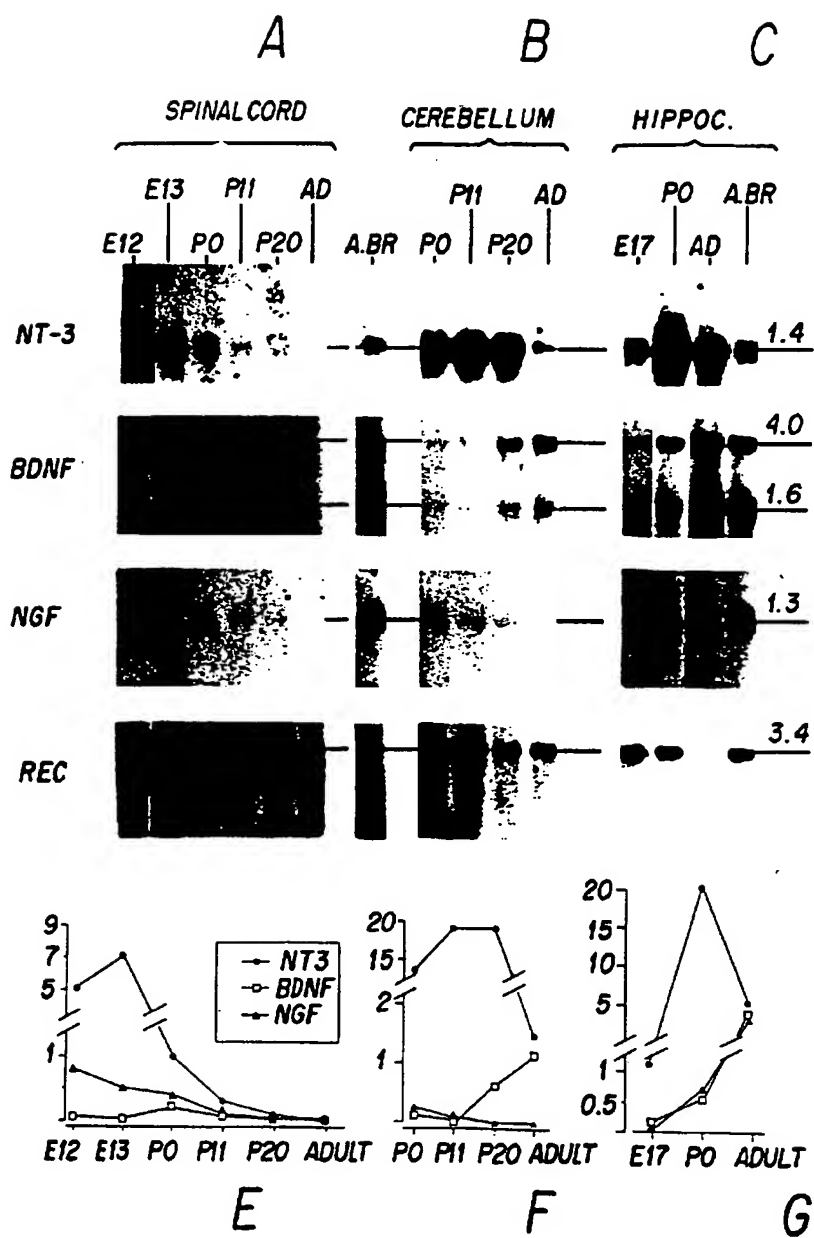 A B C
SPINAL CORD CEREBELLUM HIPPOC.
E13 P11 AD P11 AD P0 A.BR
E12 P0 P20 A.BR P0 P20 E17 AD
NT-3 1.4
4.0
BDNF
1.6
NGF 1.3
REC 3.4
9 20 20
7 NT3 15
5 BDNF 15 10
NGF 2 5
1 1 1
0.5
E12 E13 P0 P11 P20 ADULT P0 P11 P20 ADULT E17 P0 ADULT
E F G